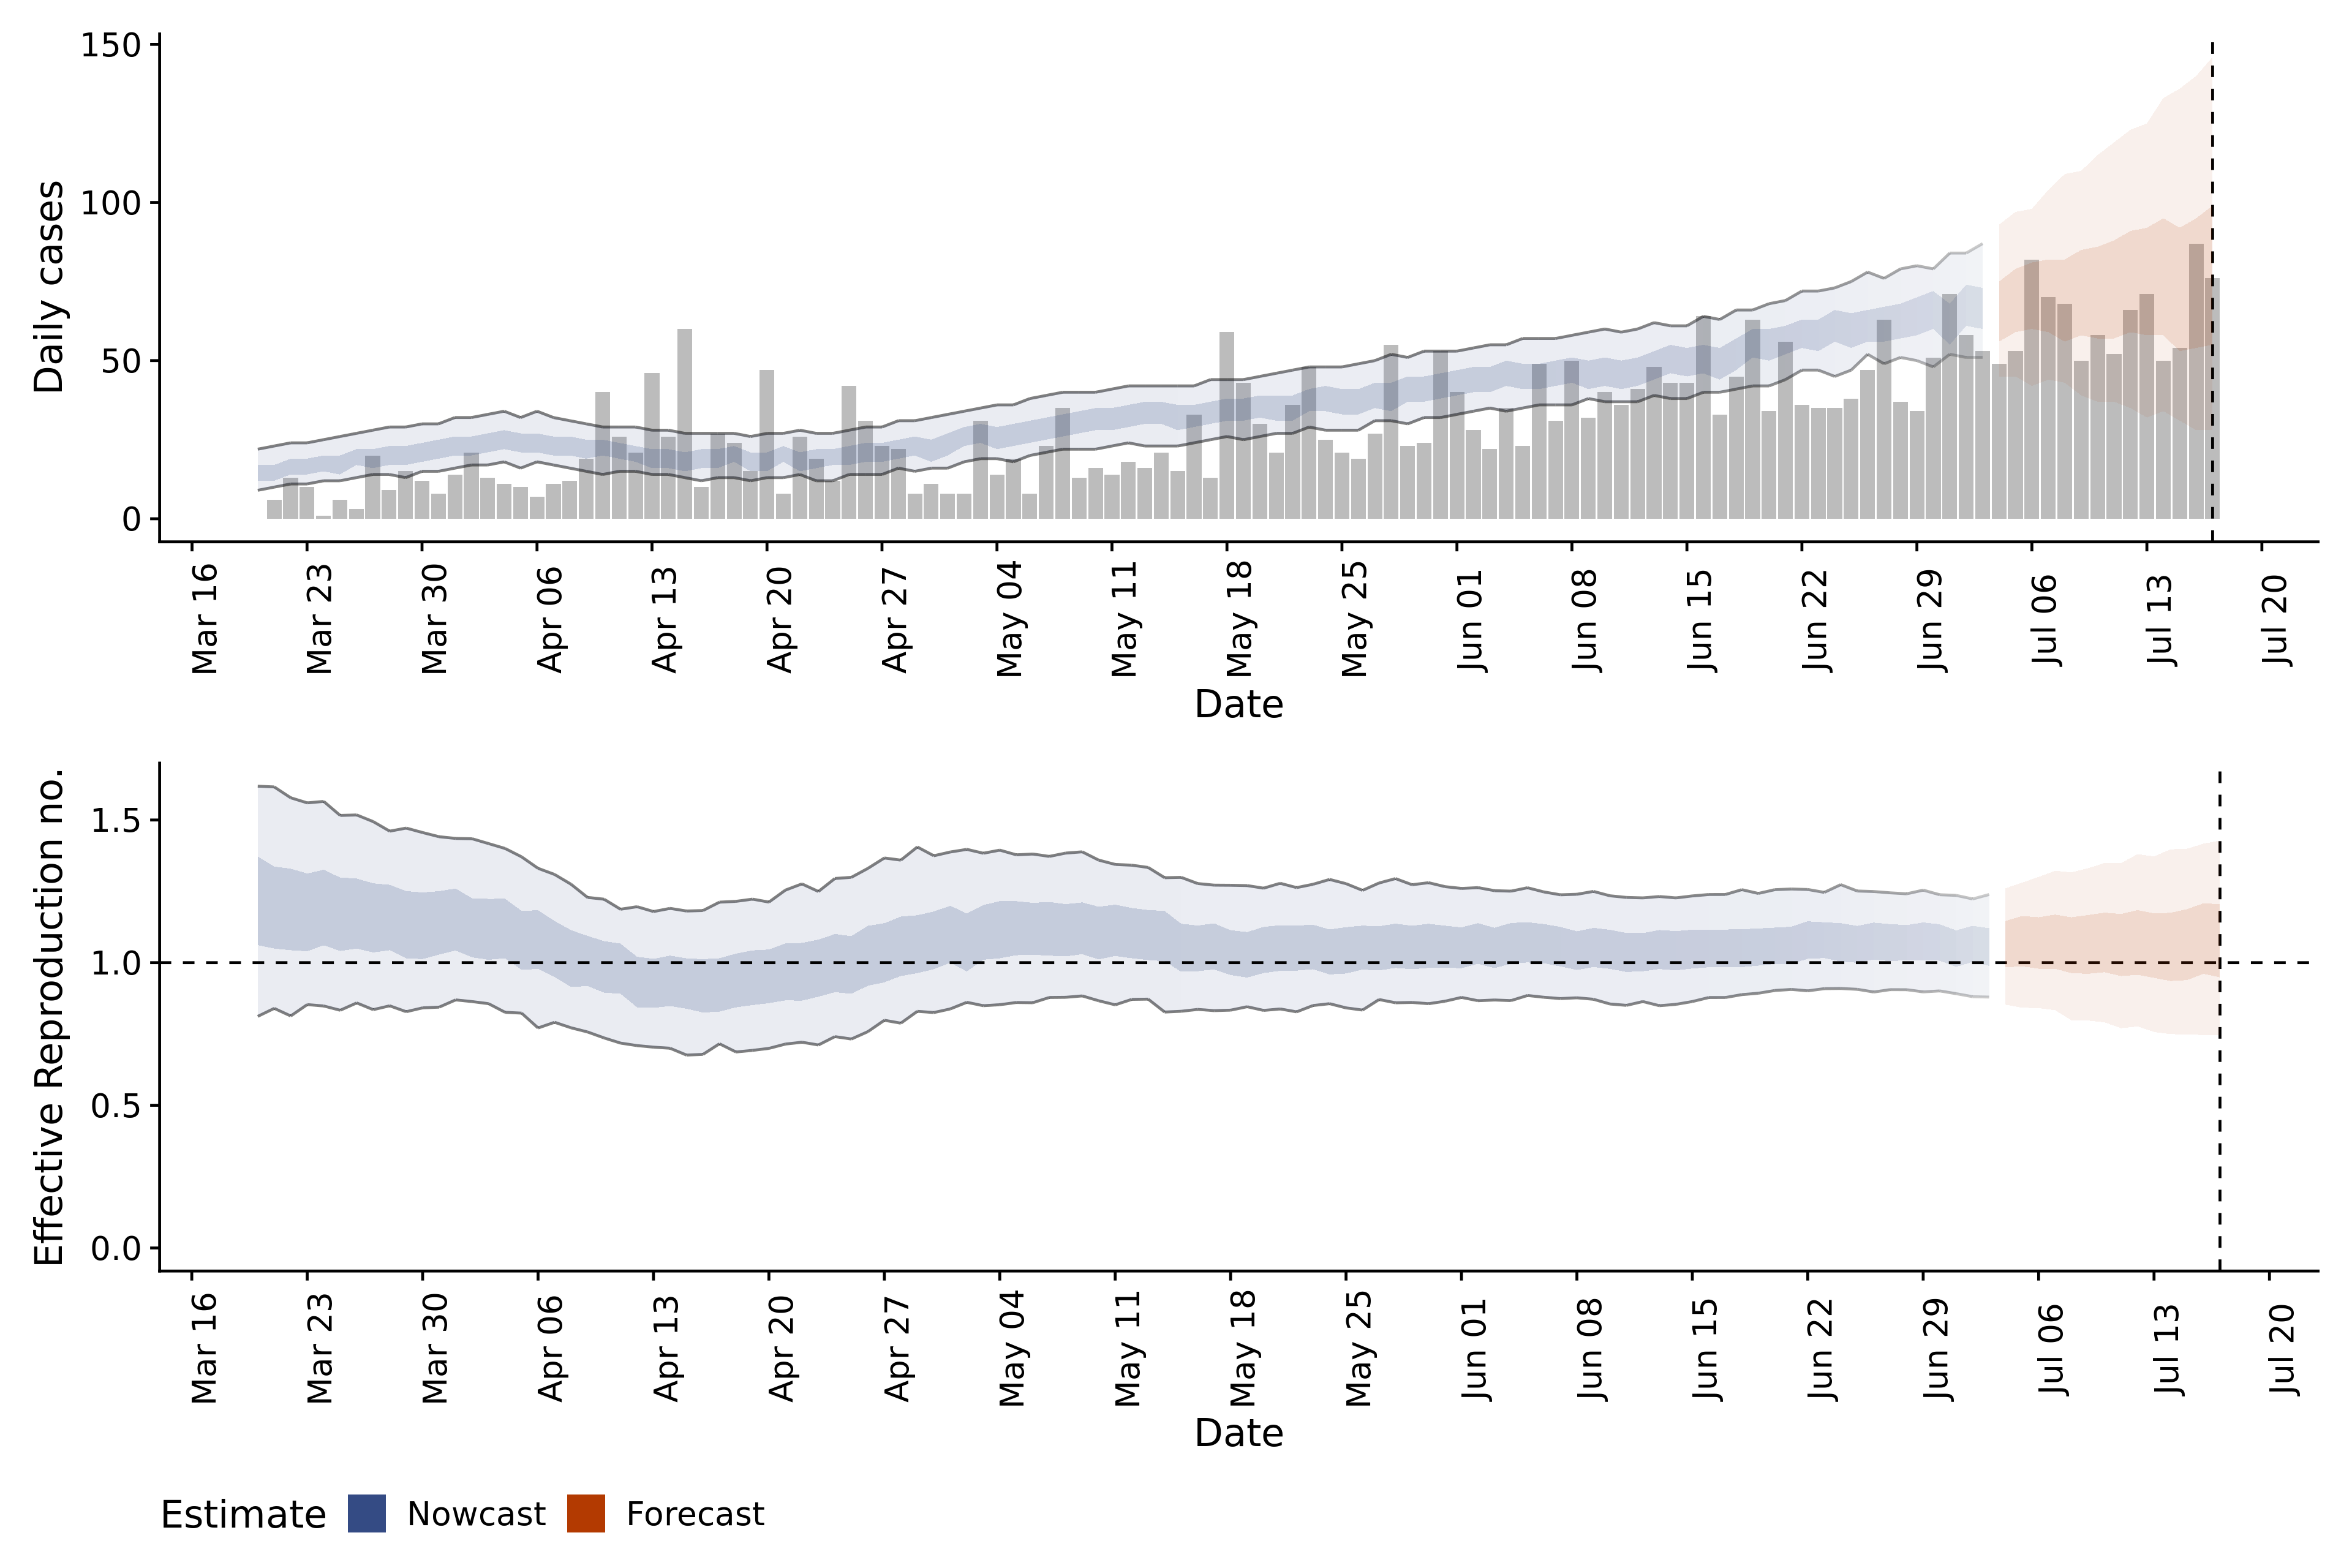 Daily cases
150
100
50
0
Mar 16
Mar 23
Mar 30
Apr 06
Apr 13
Apr 20
Apr 27
May 04
May 11
May 18
May 25
Jun 01
Jun 08
Jun 15
Jun 22
Jun 29
Jul 06
Jul 13
Jul 20
Date
Effective Reproduction no.
1.5
1.0
0.5
0.0
Mar 16
Mar 23
Mar 30
Apr 06
Apr 13
Apr 20
Apr 27
May 04
May 11
May 18
May 25
Jun 01
Jun 08
Jun 15
Jun 22
Jun 29
Jul 06
Jul 13
Jul 20
Date
Estimate Nowcast Forecast